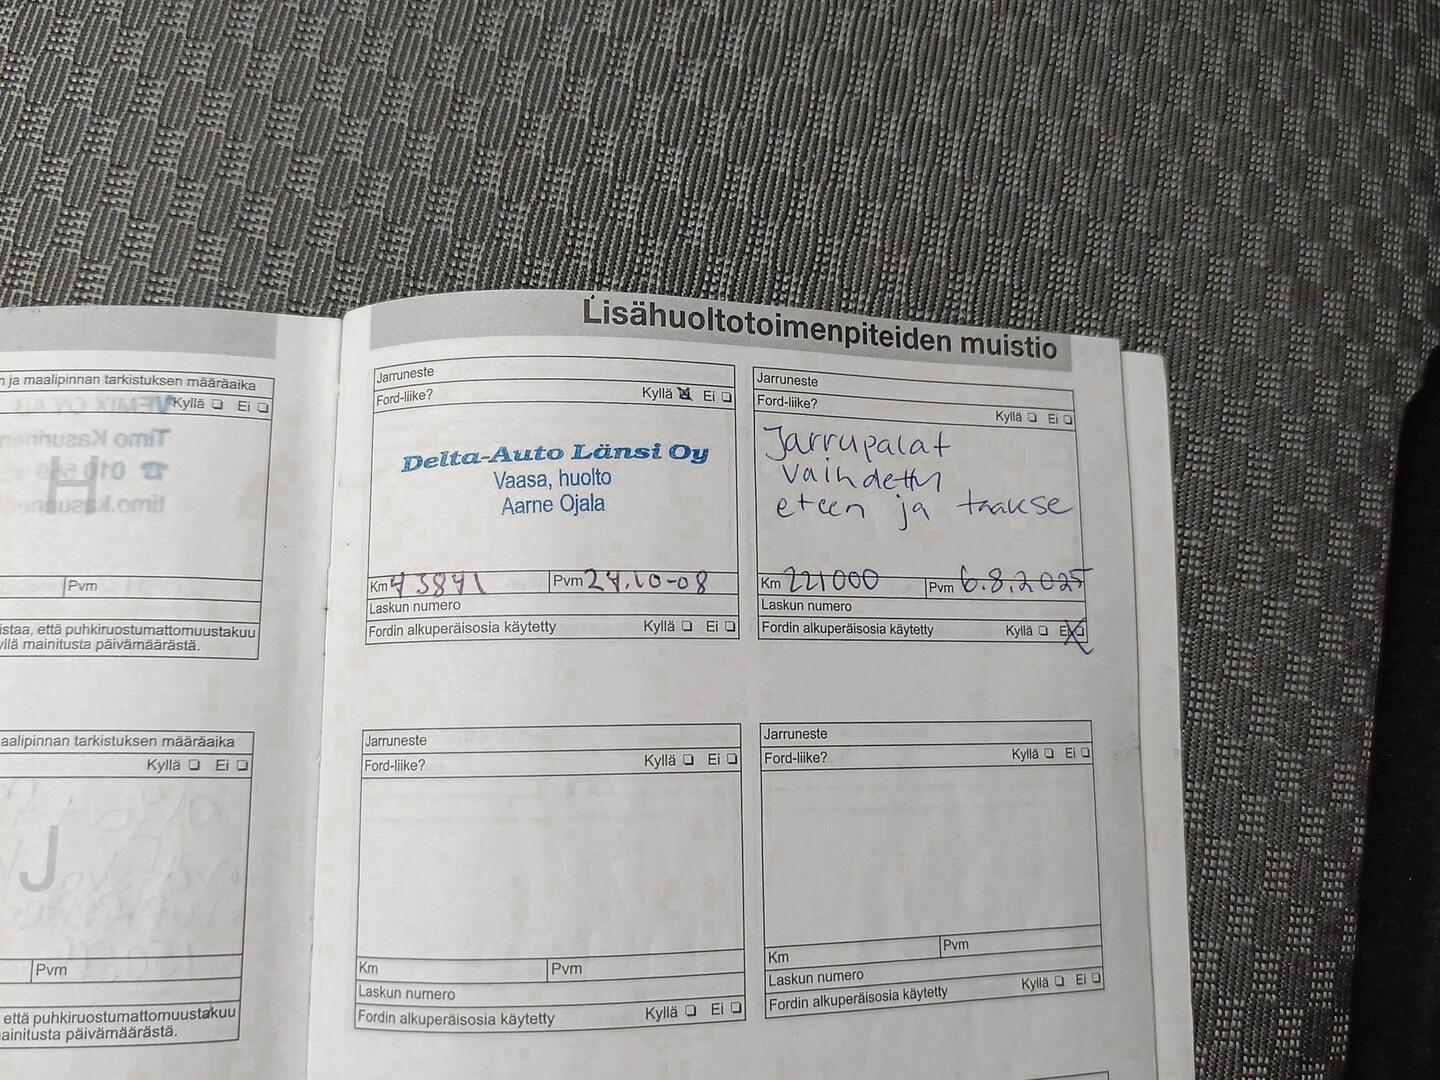 n ja maalipinnan tarkistuksen määräaika
Kyllä ❏ Ei ❏
H
Pvm
istaa, että puhkiruostumattomuustakuu
yllä mainitusta päivämäärästä.
aalipinnan tarkistuksen määräaika
Kyllä ❏ Ei ❏
J
Pvm
että puhkiruostumattomuustakuu
ainitusta päivämäärästä.
Lisähuoltotoimenpiteiden muistio
Jarruneste
Ford-liike? Kyllä ☒ Ei ❏
Delta-Auto Länsi Oy
Vaasa, huolto
Aarne Ojala
Km 43841 Pvm 24.10-08
Laskun numero
Fordin alkuperäisosia käytetty Kyllä ❏ Ei ❏
Jarruneste
Ford-liike?
Kyllä ❏ Ei ❏
Jarrupalat
vaihdettu
eteen ja taakse
Km 221000 Pvm 6.8.2025
Laskun numero
Fordin alkuperäisosia käytetty Kyllä ❏ Ei ☒
Jarruneste
Ford-liike? Kyllä ❏ Ei ❏
Km Pvm
Laskun numero
Fordin alkuperäisosia käytetty Kyllä ❏ Ei ❏
Jarruneste
Ford-liike? Kyllä ❏ Ei ❏
Km Pvm
Laskun numero
Fordin alkuperäisosia käytetty Kyllä ❏ Ei ❏